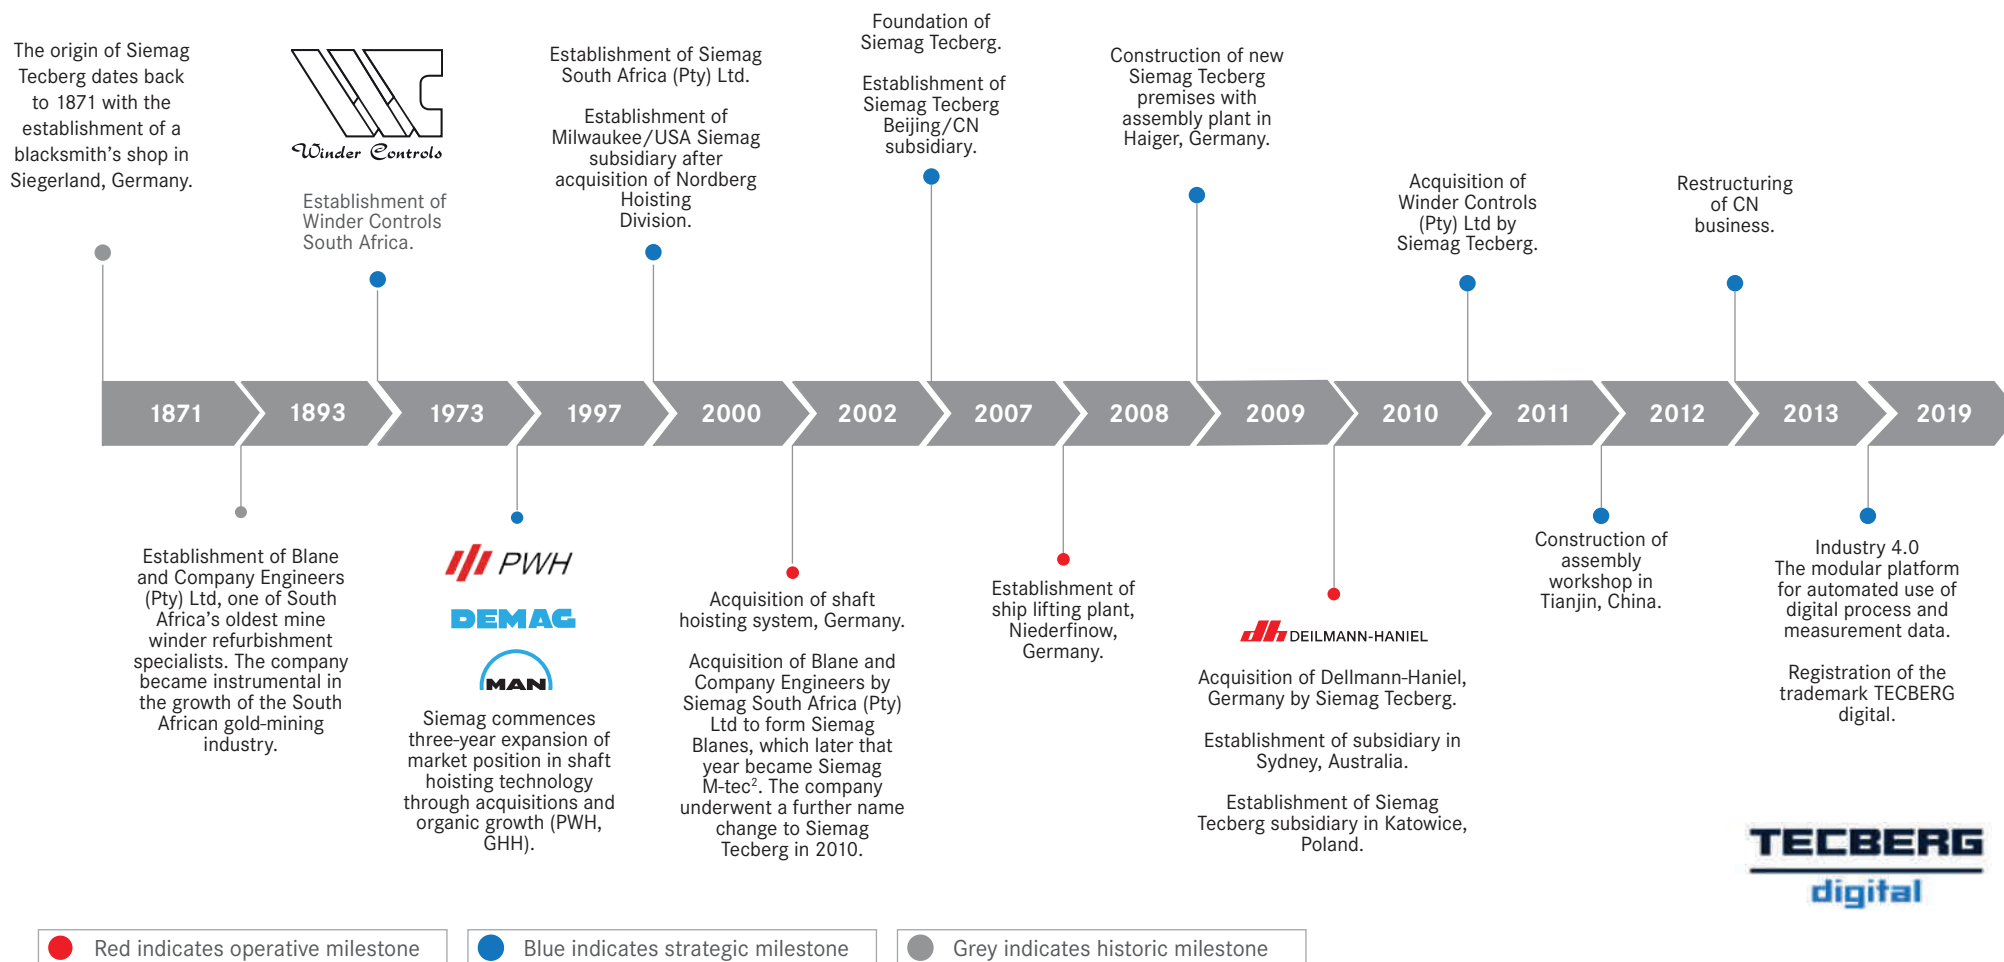 The origin of Siemag
Tecberg dates back
to 1871 with the
establishment of a
blacksmith's shop in
Siegerland, Germany.
Winder Controls
Establishment of
Winder Controls
South Africa.
Establishment of Siemag
South Africa (Pty) Ltd.
Establishment of
Milwaukee/USA Siemag
subsidiary after
acquisition of Nordberg
Hoisting
Division.
Foundation of
Siemag Tecberg.
Establishment of
Siemag Tecberg
Beijing/CN
subsidiary.
Construction of new
Siemag Tecberg
premises with
assembly plant in
Haiger, Germany.
Acquisition of
Winder Controls
(Pty) Ltd by
Siemag Tecberg.
Restructuring
of CN
business.
1871
1893
1973
1997
2000
2002
2007
2008
2009
2010
2011
2012
2013
2019
Establishment of Blane
and Company Engineers
(Pty) Ltd, one of South
Africa's oldest mine
winder refurbishment
specialists. The company
became instrumental in
the growth of the South
African gold-mining
industry.
PWH
DEMAG
MAN
Siemag commences
three-year expansion of
market position in shaft
hoisting technology
through acquisitions and
organic growth (PWH,
GHH).
Acquisition of shaft
hoisting system, Germany.
Acquisition of Blane and
Company Engineers by
Siemag South Africa (Pty)
Ltd to form Siemag
Blanes, which later that
year became Siemag
M-tec². The company
underwent a further name
change to Siemag
Tecberg in 2010.
Establishment of
ship lifting plant,
Niederfinow,
Germany.
dh DEILMANN-HANIEL
Acquisition of Dellmann-Haniel,
Germany by Siemag Tecberg.
Establishment of subsidiary in
Sydney, Australia.
Establishment of Siemag
Tecberg subsidiary in Katowice,
Poland.
Construction of
assembly
workshop in
Tianjin, China.
Industry 4.0
The modular platform
for automated use of
digital process and
measurement data.
Registration of the
trademark TECBERG
digital.
TECBERG
digital
Red indicates operative milestone
Blue indicates strategic milestone
Grey indicates historic milestone